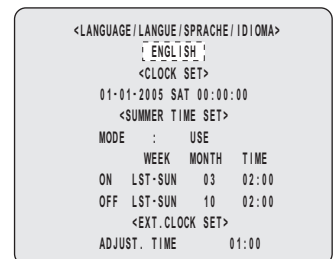 <LANGUAGE/LANGUE/SPRACHE/IDIOMA>
ENGLISH
<CLOCK SET>
01-01-2005 SAT 00:00:00
<SUMMER TIME SET>
MODE : USE
WEEK MONTH TIME
ON LST-SUN 03 02:00
OFF LST-SUN 10 02:00
<EXT.CLOCK SET>
ADJUST. TIME 01:00